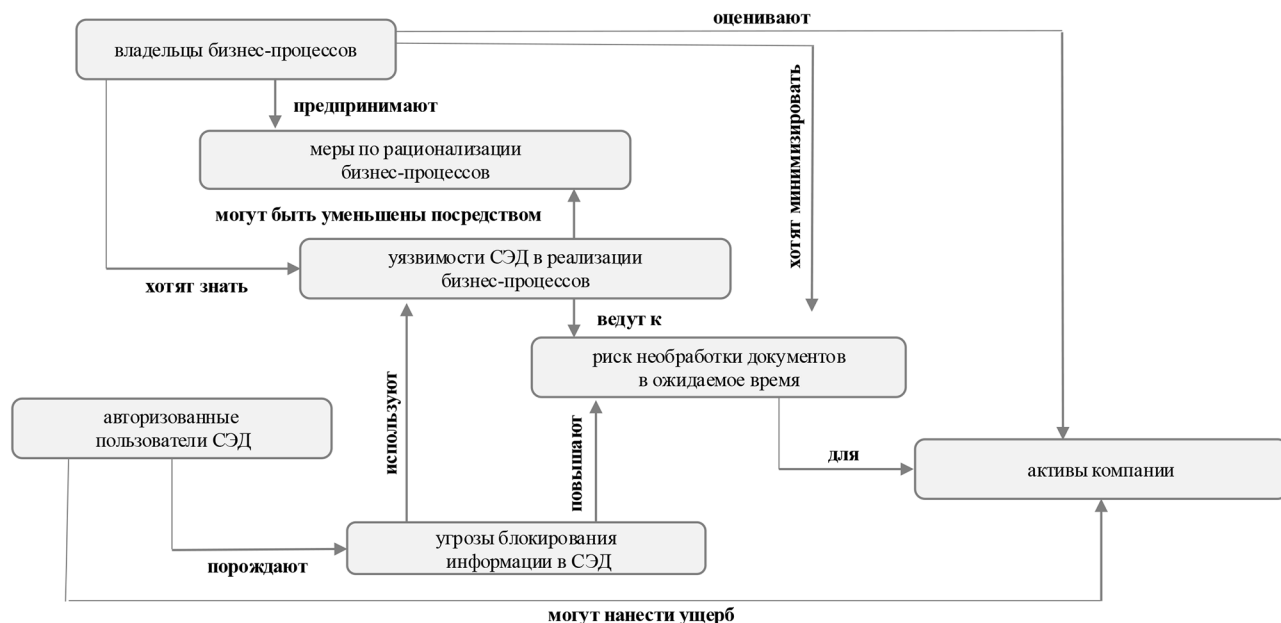 оценивают
владельцы бизнес-процессов
предпринимают
хотят минимизировать
меры по рационализации
бизнес-процессов
могут быть уменьшены посредством
уязвимости СЭД в реализации
бизнес-процессов
хотят знать
ведут к
риск необработки документов
в ожидаемое время
используют
авторизованные
пользователи СЭД
повышают
для
активы компании
угрозы блокирования
информации в СЭД
порождают
могут нанести ущерб